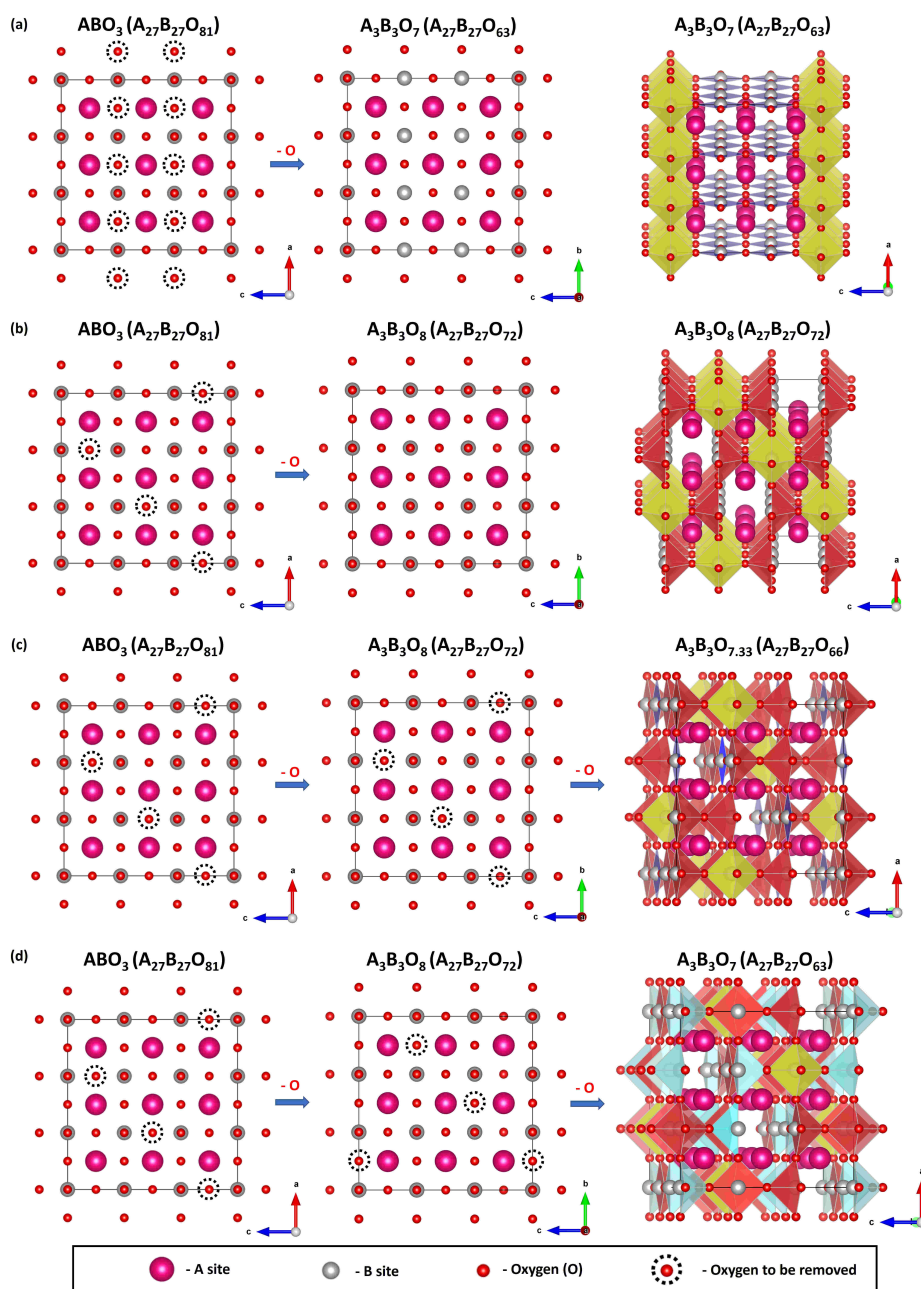 (a) ABO3 (A27B27O81) A3B3O7 (A27B27O63) A3B3O7 (A27B27O63)
- O
a
c
b
c
a
a
c
(b) ABO3 (A27B27O81) A3B3O8 (A27B27O72) A3B3O8 (A27B27O72)
- O
a
c
b
c
a
c
(c) ABO3 (A27B27O81) A3B3O8 (A27B27O72) A3B3O7.33 (A27B27O66)
- O
- O
a
c
b
c
a
c
(d) ABO3 (A27B27O81) A3B3O8 (A27B27O72) A3B3O7 (A27B27O63)
- O
- O
a
c
b
c
a
c
- A site - B site - Oxygen (O) - Oxygen to be removed